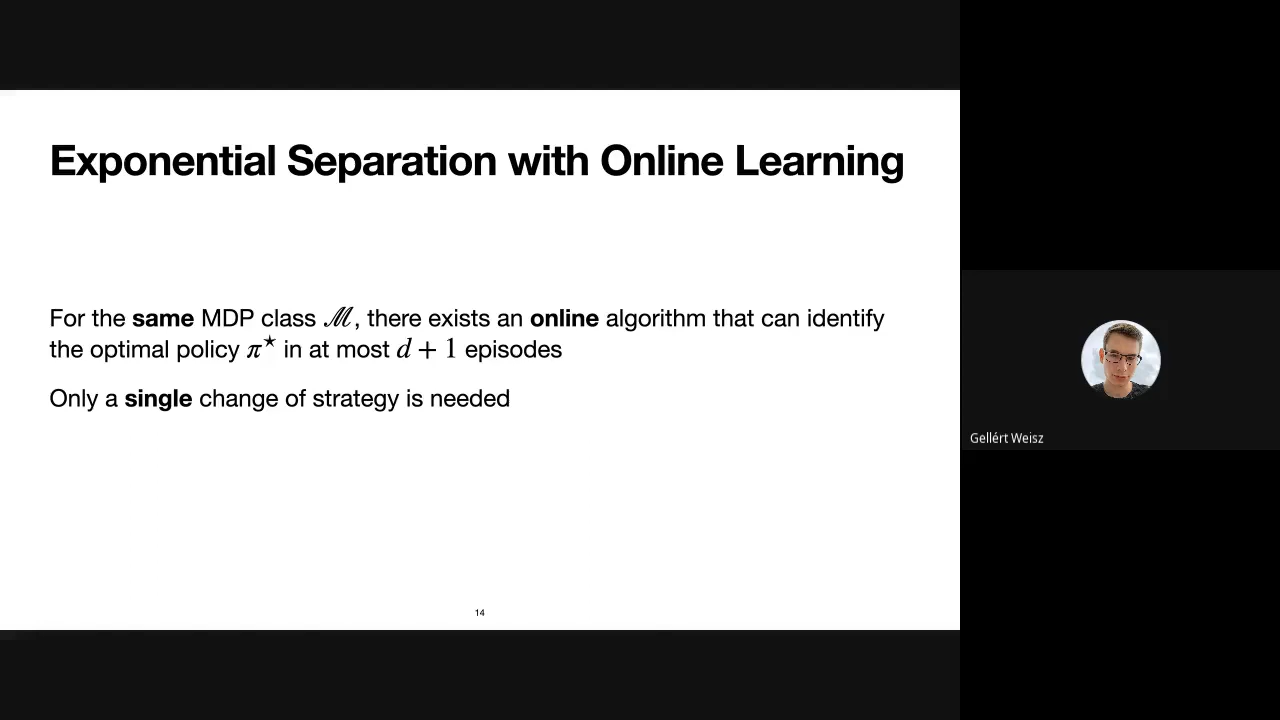 Exponential Separation with Online Learning
For the same MDP class ℳ, there exists an online algorithm that can identify
the optimal policy π⋆ in at most d + 1 episodes
Only a single change of strategy is needed
14
Gellért Weisz